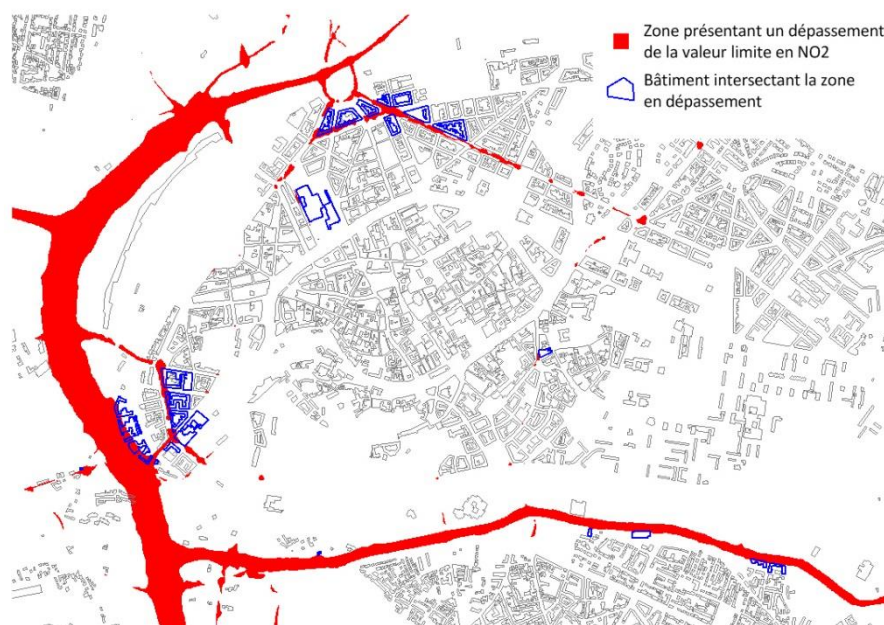 Zone présentant un dépassement
de la valeur limite en NO2
Bâtiment intersectant la zone
en dépassement